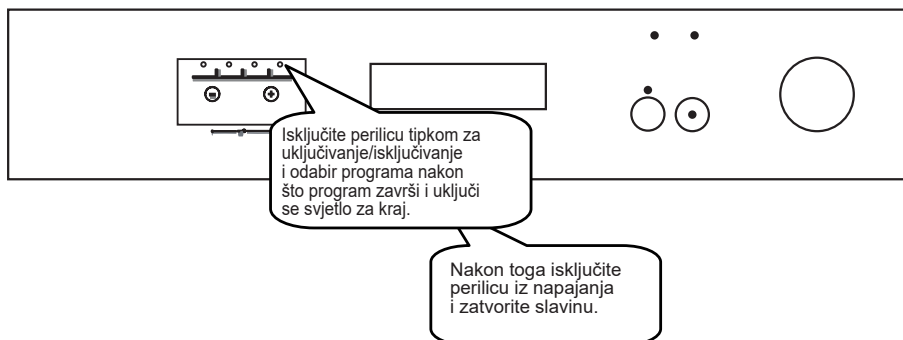 Isključite perilicu tipkom za
uključivanje/isključivanje
i odabir programa nakon
što program završi i uključi
se svjetlo za kraj.
Nakon toga isključite
perilicu iz napajanja
i zatvorite slavinu.